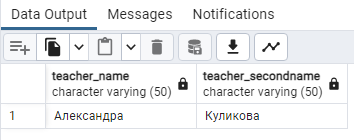 Data Output Messages Notifications
teacher_name teacher_secondname
character varying (50) character varying (50)
1 Александра Куликова